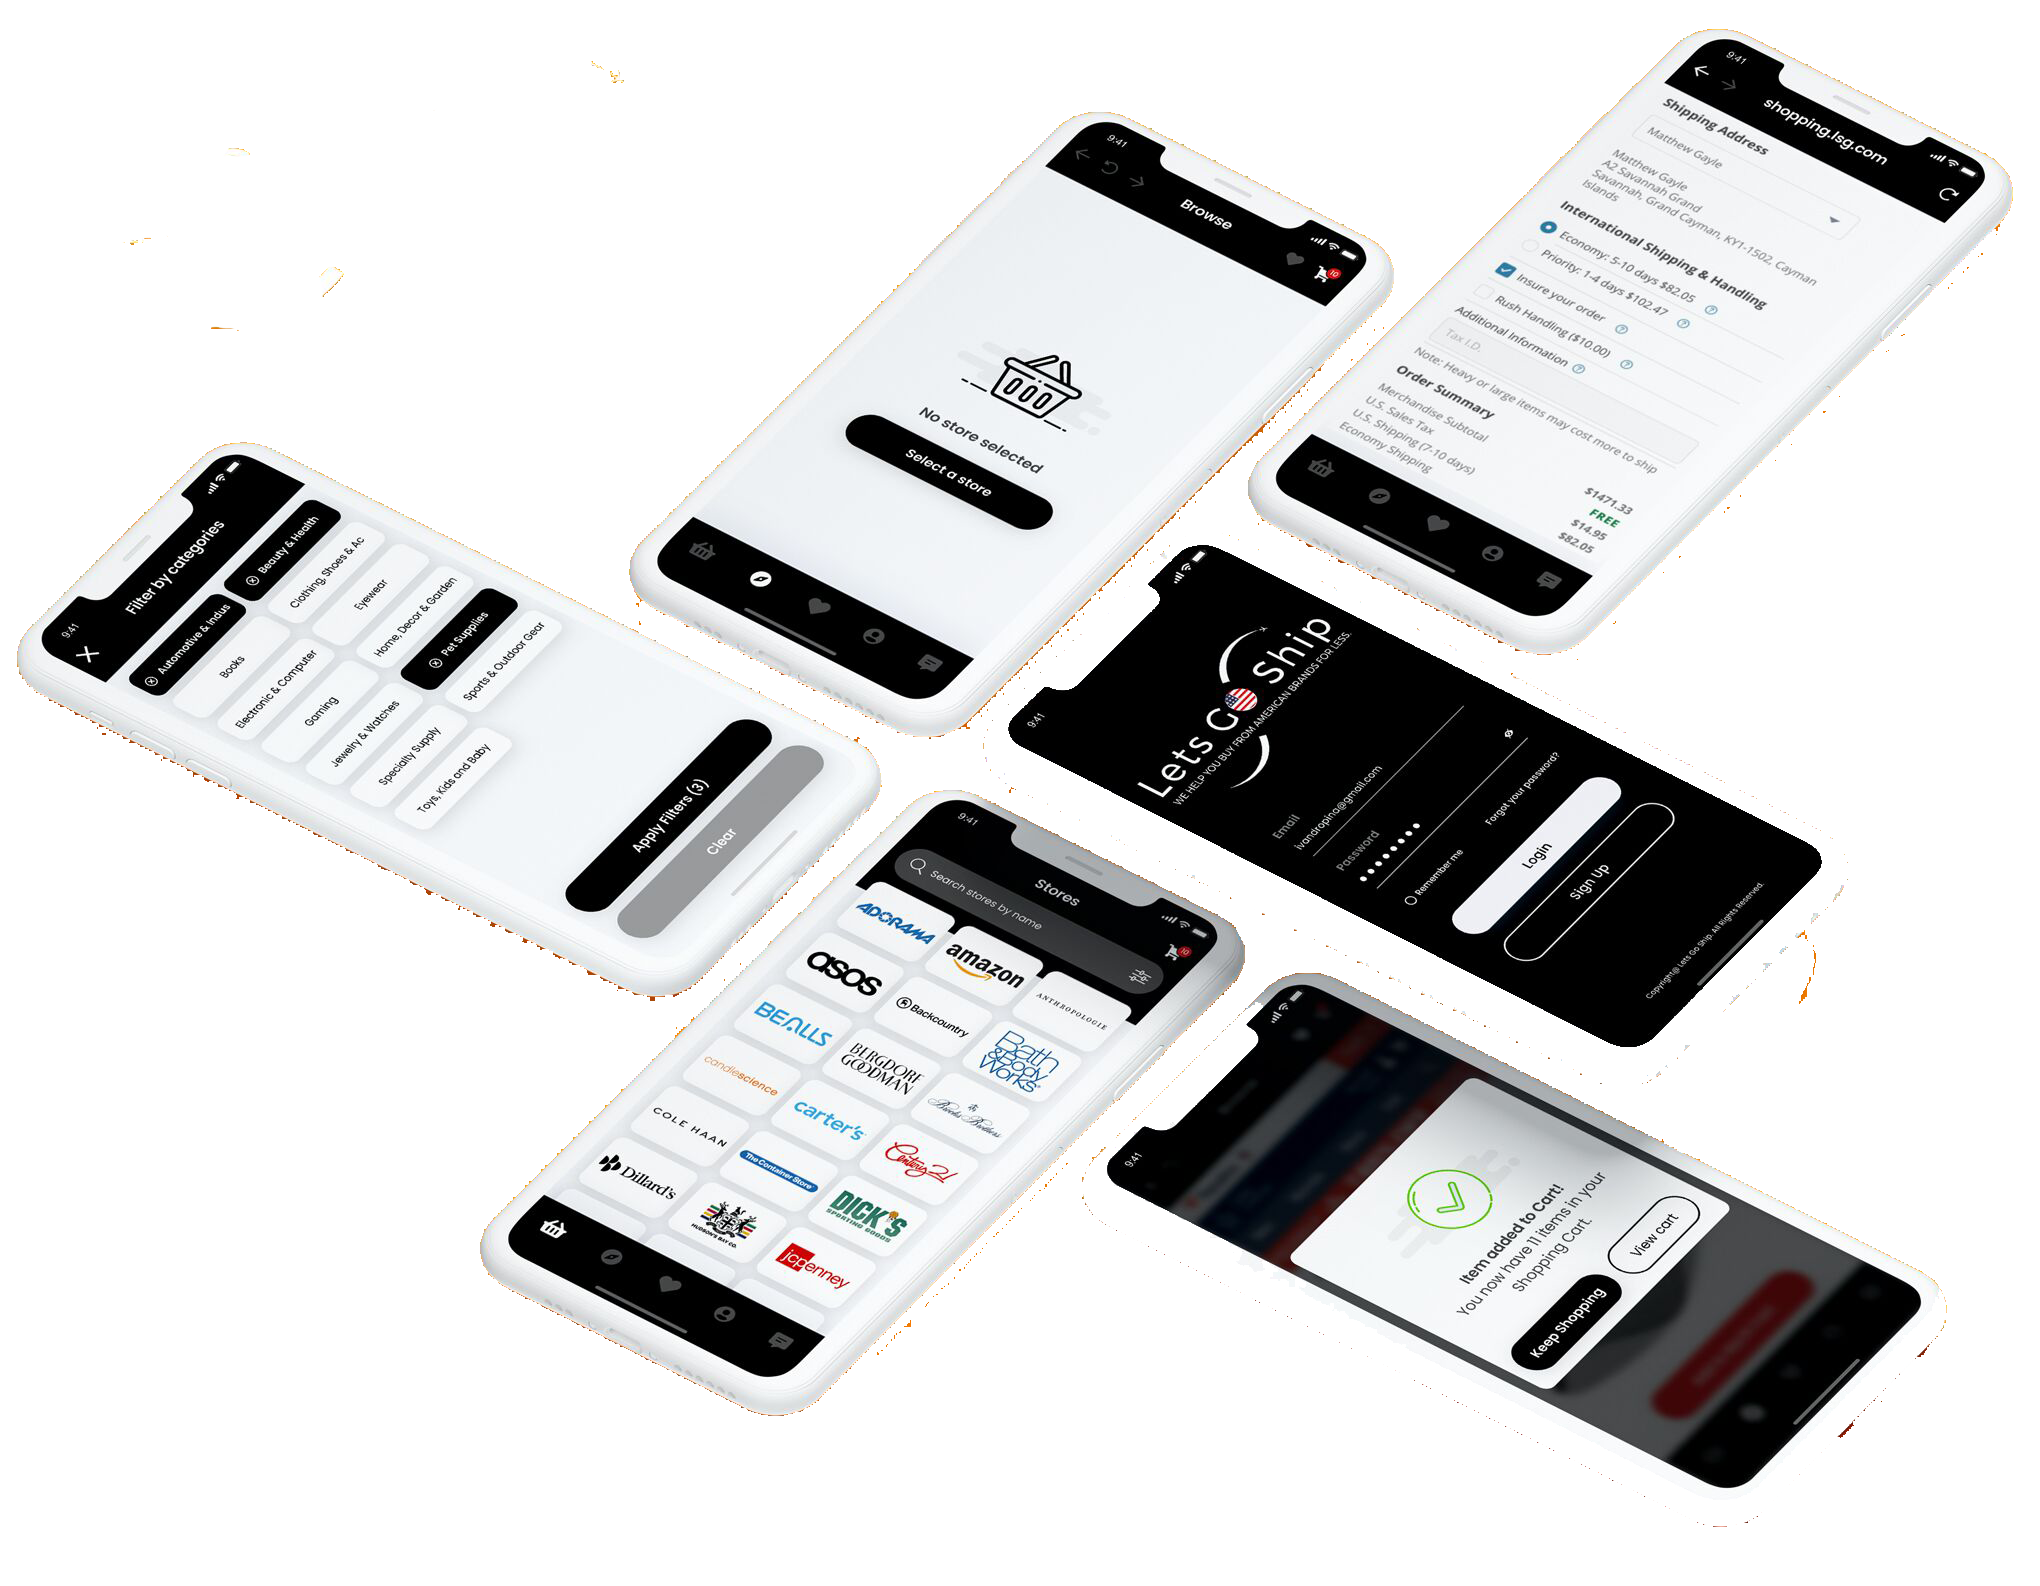 9:41
Filter by categories
Automotive & Indus
Beauty & Health
Books
Clothing, Shoes & Ac
Electronic & Computer
Eyewear
Gaming
Home, Decor & Garden
Jewelry & Watches
Pet Supplies
Specialty Supply
Sports & Outdoor Gear
Toys, Kids and Baby
Apply Filters (3)
Clear
9:41
Browse
10
No store selected
Select a store
9:41
shopping.lsg.com
Shipping Address
Matthew Gayle
Matthew Gayle
A2 Savannah Grand
Savannah, Grand Cayman, KY1-1502, Cayman
Islands
International Shipping & Handling
Economy: 5-10 days $82.05
Priority: 1-4 days $102.47
Insure your order
Rush Handling ($10.00)
Additional Information
Tax I.D.
Note: Heavy or large items may cost more to ship
Order Summary
Merchandise Subtotal $1471.33
U.S. Sales Tax FREE
U.S. Shipping (7-10 days) $14.95
Economy Shipping $82.05
9:41
Lets Go Ship
WE HELP YOU BUY FROM AMERICAN BRANDS FOR LESS.
Email
ivandropina@gmail.com
Password
Remember me
Forgot your password?
Login
Sign Up
Copyright@ Lets Go Ship. All Rights Reserved.
9:41
Stores
10
Search stores by name
ADORAMA
amazon
ANTHROPOLOGIE
asos
Backcountry
Bath
&Body
Works
BEALLS
BERGDORF
GOODMAN
Brooks Brothers
candlescience
carter's
Century 21
COLE HAAN
The Container Store
DICK'S
SPORTING GOODS
Dillard's
HUDSON'S BAY CO.
jcpenney
9:41
Item added to Cart!
You now have 11 items in your
Shopping Cart.
Keep Shopping
View cart